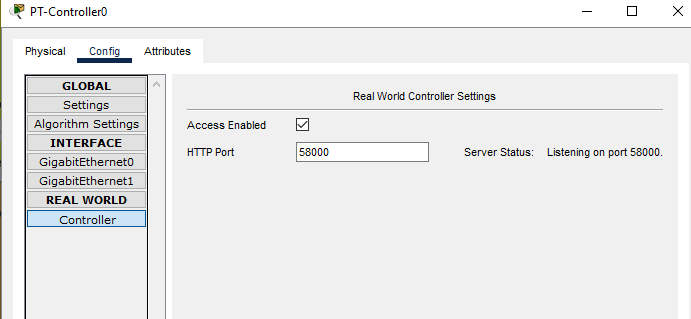 PT-Controller0
Physical Config Attributes
GLOBAL
Settings
Algorithm Settings
INTERFACE
GigabitEthernet0
GigabitEthernet1
REAL WORLD
Controller
Real World Controller Settings
Access Enabled
HTTP Port 58000 Server Status: Listening on port 58000.